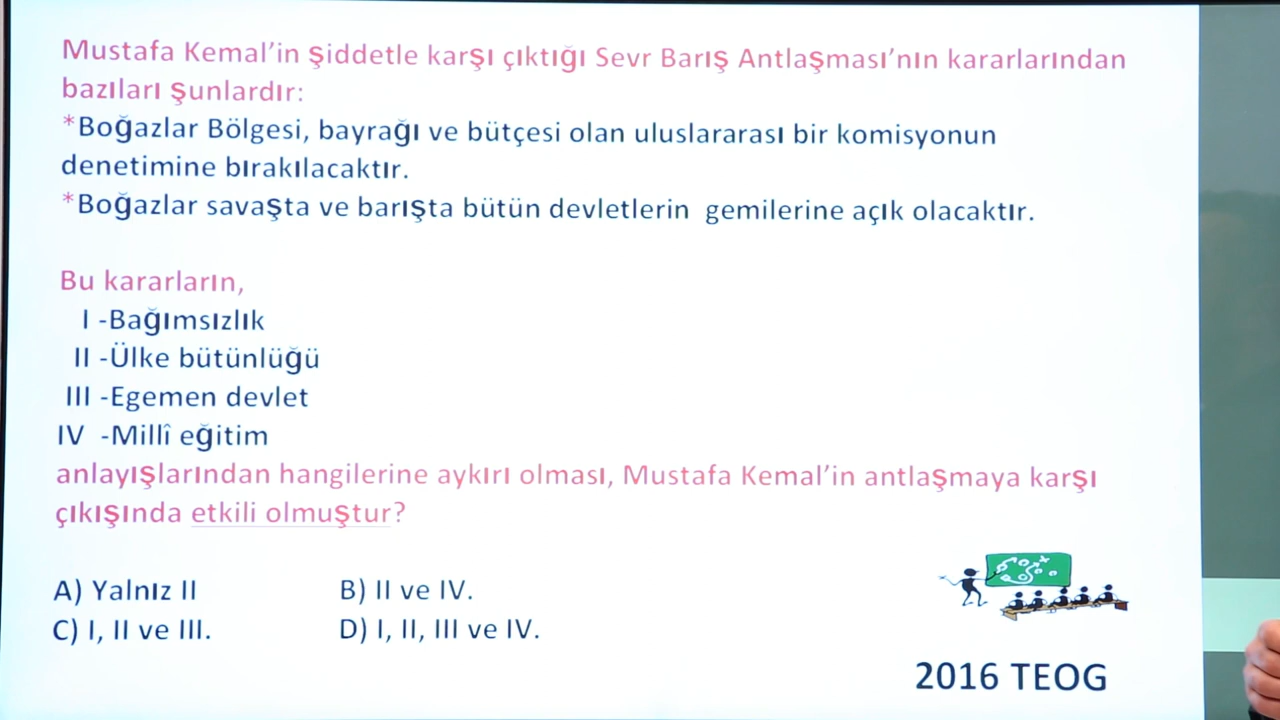 Mustafa Kemal’in şiddetle karşı çıktığı Sevr Barış Antlaşması’nın kararlarından
bazıları şunlardır:
*Boğazlar Bölgesi, bayrağı ve bütçesi olan uluslararası bir komisyonun
denetimine bırakılacaktır.
*Boğazlar savaşta ve barışta bütün devletlerin gemilerine açık olacaktır.
Bu kararların,
I -Bağımsızlık
II -Ülke bütünlüğü
III -Egemen devlet
IV -Millî eğitim
anlayışlarından hangilerine aykırı olması, Mustafa Kemal’in antlaşmaya karşı
çıkışında etkili olmuştur?
A) Yalnız II B) II ve IV.
C) I, II ve III. D) I, II, III ve IV.
2016 TEOG